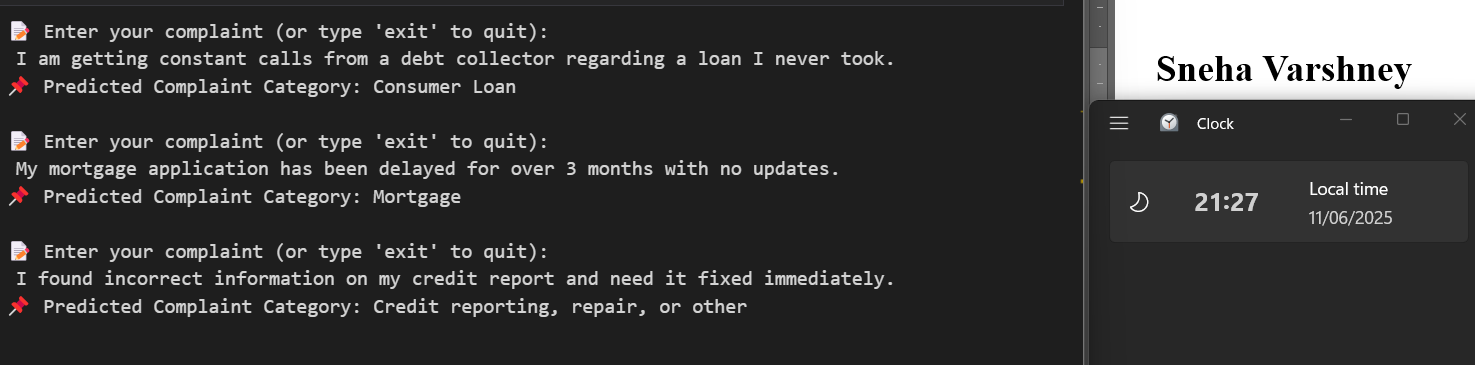 📝 Enter your complaint (or type 'exit' to quit):
I am getting constant calls from a debt collector regarding a loan I never took.
📌 Predicted Complaint Category: Consumer Loan
📝 Enter your complaint (or type 'exit' to quit):
My mortgage application has been delayed for over 3 months with no updates.
📌 Predicted Complaint Category: Mortgage
📝 Enter your complaint (or type 'exit' to quit):
I found incorrect information on my credit report and need it fixed immediately.
📌 Predicted Complaint Category: Credit reporting, repair, or other
Sneha Varshney
Clock
21:27
Local time
11/06/2025